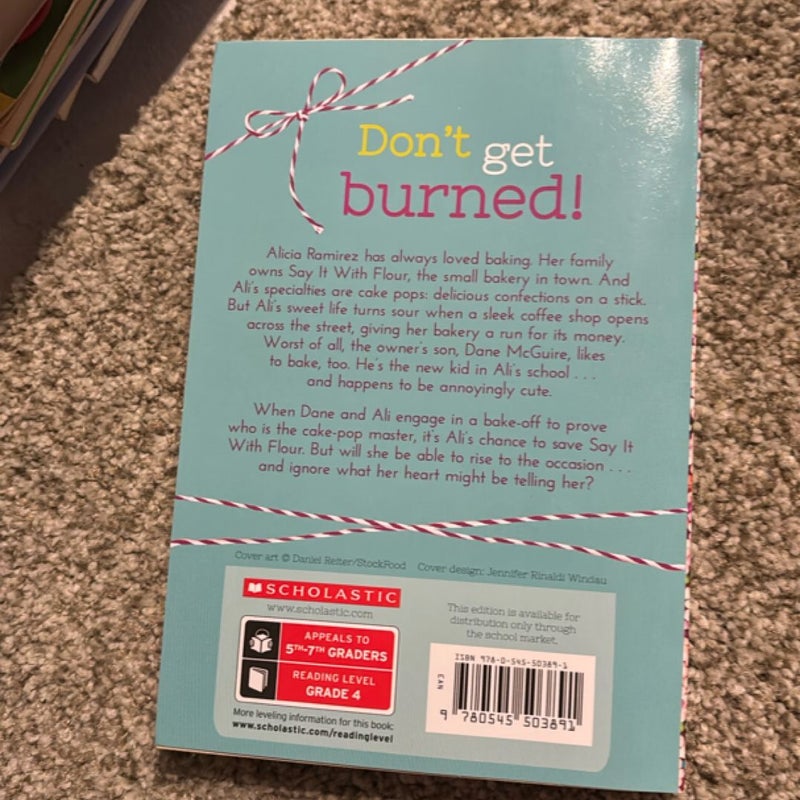 Don't get
burned!
Alicia Ramirez has always loved baking. Her family
owns Say It With Flour, the small bakery in town. And
Ali's specialties are cake pops: delicious confections on a stick.
But Ali's sweet life turns sour when a sleek coffee shop opens
across the street, giving her bakery a run for its money.
Worst of all, the owner's son, Dane McGuire, likes
to bake, too. He's the new kid in Ali's school . . .
and happens to be annoyingly cute.
When Dane and Ali engage in a bake-off to prove
who is the cake-pop master, it's Ali's chance to save Say It
With Flour. But will she be able to rise to the occasion . . .
and ignore what her heart might be telling her?
Cover art © Daniel Reiter/StockFood Cover design: Jennifer Rinaldi Windau
SCHOLASTIC
www.scholastic.com
APPEALS TO
5TH-7TH GRADERS
READING LEVEL
GRADE 4
More leveling information for this book:
www.scholastic.com/readinglevel
This edition is available for
distribution only through
the school market.
ISBN 978-0-545-50389-1
EAN
9 780545 503891